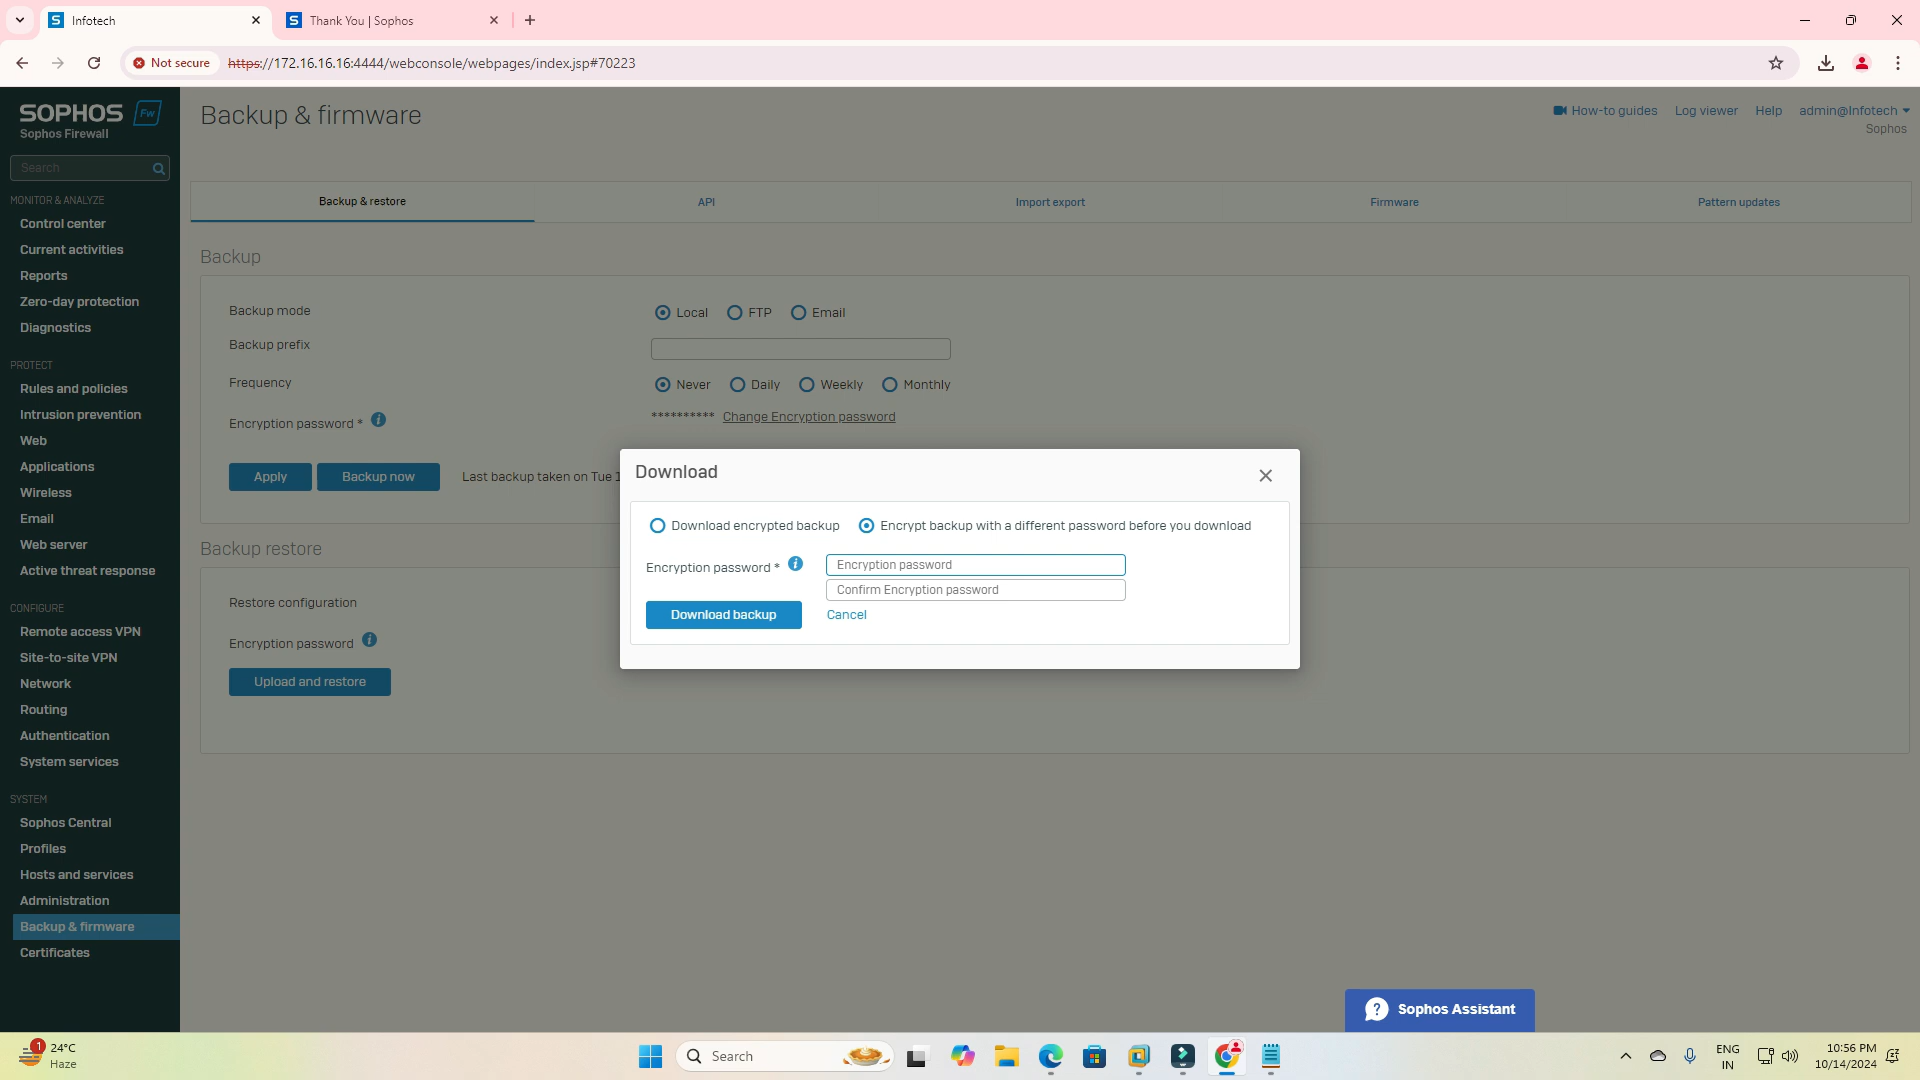 Infotech
Thank You | Sophos
Not secure
https://172.16.16.16:4444/webconsole/webpages/index.jsp#70223
SOPHOS Fw
Sophos Firewall
Search
MONITOR & ANALYZE
Control center
Current activities
Reports
Zero-day protection
Diagnostics
PROTECT
Rules and policies
Intrusion prevention
Web
Applications
Wireless
Email
Web server
Active threat response
CONFIGURE
Remote access VPN
Site-to-site VPN
Network
Routing
Authentication
System services
SYSTEM
Sophos Central
Profiles
Hosts and services
Administration
Backup & firmware
Certificates
Backup & firmware
How-to guides Log viewer Help admin@Infotech
Sophos
Backup & restore API Import export Firmware Pattern updates
Backup
Backup mode Local FTP Email
Backup prefix
Frequency Never Daily Weekly Monthly
Encryption password * ********** Change Encryption password
Apply Backup now Last backup taken on Tue
Backup restore
Restore configuration
Encryption password
Upload and restore
Download
Download encrypted backup Encrypt backup with a different password before you download
Encryption password * Encryption password
Confirm Encryption password
Download backup Cancel
? Sophos Assistant
1 24°C
Haze
Search
ENG
IN
10:56 PM
10/14/2024